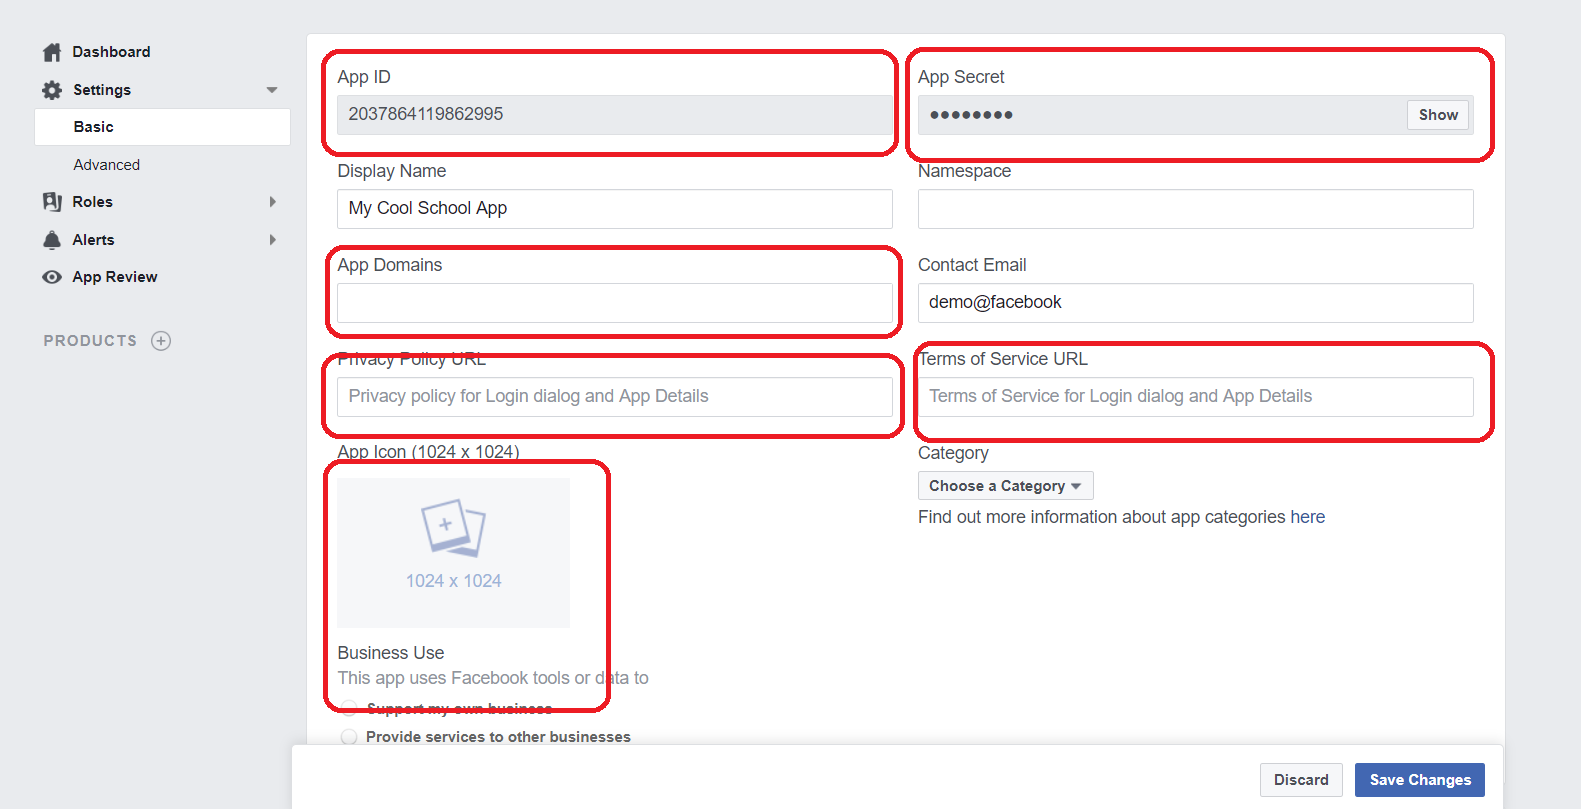 Dashboard
Settings
Basic
Advanced
Roles
Alerts
App Review
PRODUCTS
App ID
2037864119862995
App Secret
●●●●●●●●
Show
Display Name
My Cool School App
Namespace
App Domains
Contact Email
demo@facebook
Privacy Policy URL
Privacy policy for Login dialog and App Details
Terms of Service URL
Terms of Service for Login dialog and App Details
App Icon (1024 x 1024)
1024 x 1024
Category
Choose a Category
Find out more information about app categories here
Business Use
This app uses Facebook tools or data to
Support my own business
Provide services to other businesses
Discard
Save Changes